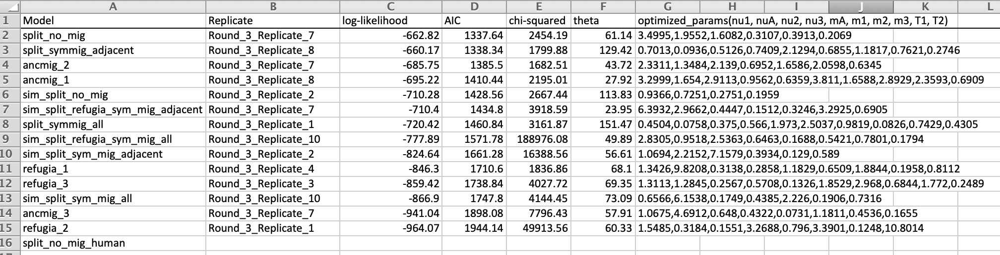 A B C D E F G H I J K L
1 Model Replicate log-likelihood AIC chi-squared theta optimized_params(nu1, nuA, nu2, nu3, mA, m1, m2, m3, T1, T2)
2 split_no_mig Round_3_Replicate_7 -662.82 1337.64 2454.19 61.14 3.4995,1.9552,1.6082,0.3107,0.3913,0.2069
3 split_symmig_adjacent Round_3_Replicate_8 -660.17 1338.34 1799.88 129.42 0.7013,0.0936,0.5126,0.7409,2.1294,0.6855,1.1817,0.7621,0.2746
4 ancmig_2 Round_3_Replicate_7 -685.75 1385.5 1682.51 43.72 2.3311,1.3484,2.139,0.6952,1.6586,2.0598,0.6345
5 ancmig_1 Round_3_Replicate_8 -695.22 1410.44 2195.01 27.92 3.2999,1.654,2.9113,0.9562,0.6359,3.811,1.6588,2.8929,2.3593,0.6909
6 sim_split_no_mig Round_3_Replicate_2 -710.28 1428.56 2667.44 113.83 0.9366,0.7251,0.2751,0.1959
7 sim_split_refugia_sym_mig_adjacent Round_3_Replicate_7 -710.4 1434.8 3918.59 23.95 6.3932,2.9662,0.4447,0.1512,0.3246,3.2925,0.6905
8 split_symmig_all Round_3_Replicate_1 -720.42 1460.84 3161.87 151.47 0.4504,0.0758,0.375,0.566,1.973,2.5037,0.9819,0.0826,0.7429,0.4305
9 sim_split_refugia_sym_mig_all Round_3_Replicate_10 -777.89 1571.78 188976.08 49.89 2.8305,0.9518,2.5363,0.6463,0.1688,0.5421,0.7801,0.1794
10 sim_split_sym_mig_adjacent Round_3_Replicate_2 -824.64 1661.28 16388.56 56.61 1.0694,2.2152,7.1579,0.3934,0.129,0.589
11 refugia_1 Round_3_Replicate_4 -846.3 1710.6 1836.86 68.1 1.3426,9.8208,0.3138,0.2858,1.1829,0.6509,1.8844,0.1958,0.8112
12 refugia_3 Round_3_Replicate_3 -859.42 1738.84 4027.72 69.35 1.3113,1.2845,0.2567,0.5708,0.1326,1.8529,2.968,0.6844,1.772,0.2489
13 sim_split_sym_mig_all Round_3_Replicate_10 -866.9 1747.8 4144.45 73.09 0.6566,6.1538,0.1749,0.4385,2.226,0.1906,0.7316
14 ancmig_3 Round_3_Replicate_7 -941.04 1898.08 7796.43 57.91 1.0675,4.6912,0.648,0.4322,0.0731,1.1811,0.4536,0.1655
15 refugia_2 Round_3_Replicate_1 -964.07 1944.14 49913.56 60.33 1.5485,0.3184,0.1551,3.2688,0.796,3.3901,0.1248,10.8014
16 split_no_mig_human